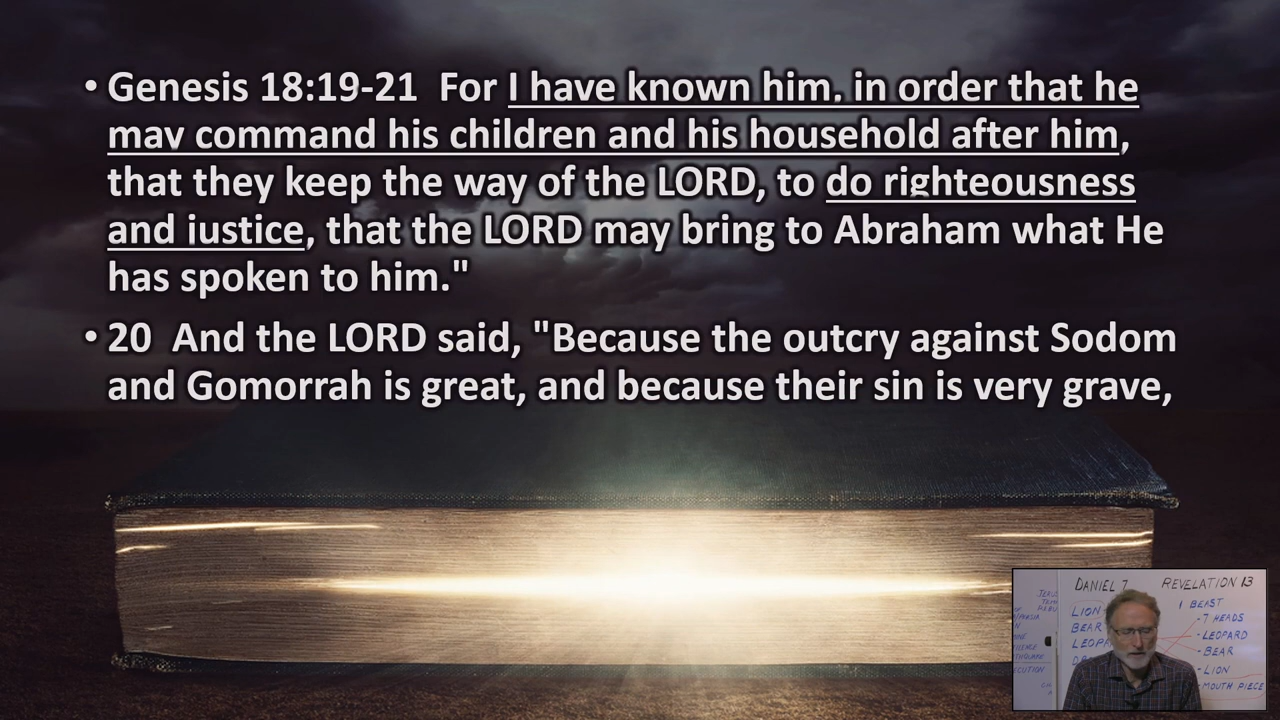 • Genesis 18:19-21 For I have known him, in order that he
may command his children and his household after him,
that they keep the way of the LORD, to do righteousness
and justice, that the LORD may bring to Abraham what He
has spoken to him."
• 20 And the LORD said, "Because the outcry against Sodom
and Gomorrah is great, and because their sin is very grave,
DANIEL 7
LION
BEAR
REVELATION 13
1 BEAST
- 7 HEADS
- LEOPARD
- BEAR
- LION
- MOUTH PIECE